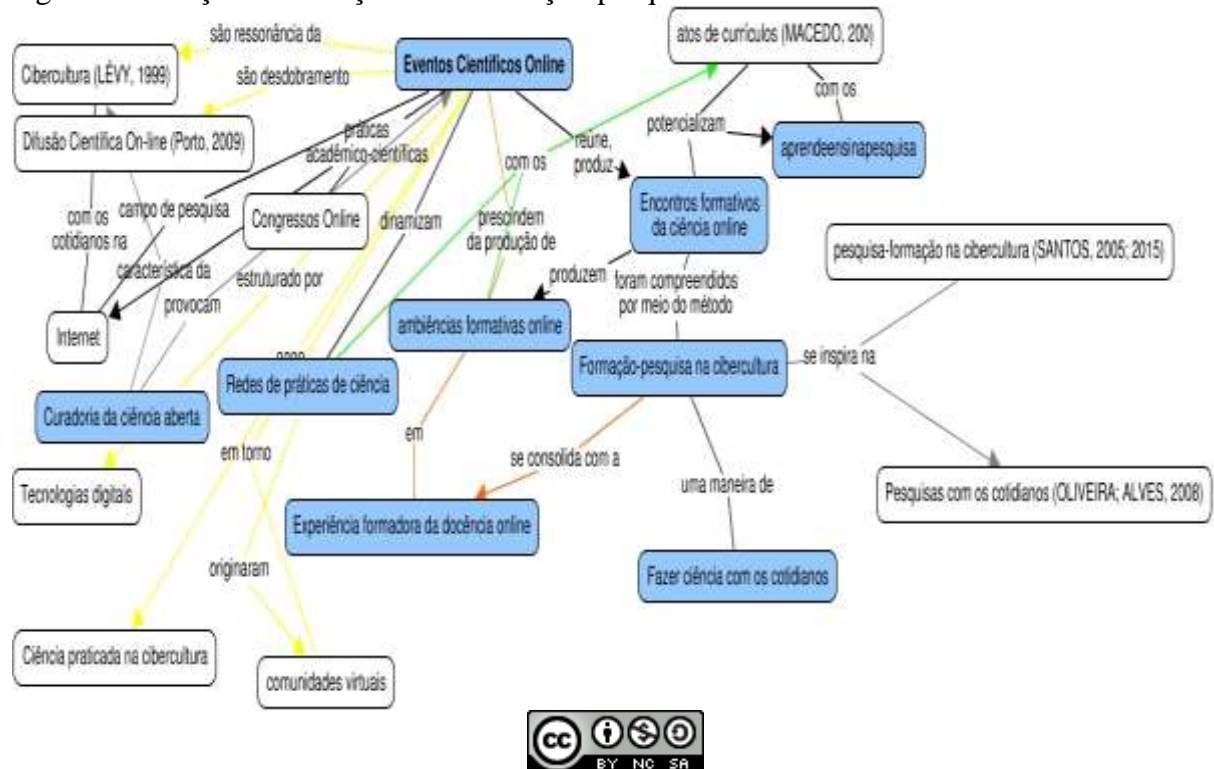 são ressonância da
Eventos Científicos Online
atos de currículos (MACEDO, 200)
Cibercultura (LÉVY, 1999)
são desdobramento
com os
Difusão Científica On-line (Porto, 2009)
práticas
acadêmico-científicas
com os
reúne,
produz
potencializam
aprendeensinapesquisa
com os
cotidianos na
campo de pesquisa
Congressos Online
dinamizam
prescindem
da produção de
Encontros formativos
da ciência online
pesquisa-formação na cibercultura (SANTOS, 2005; 2015)
característica da
estruturado por
produzem
foram compreendidos
por meio do método
provocam
Internet
ambiências formativas online
Redes de práticas de ciência
Formação-pesquisa na cibercultura
se inspira na
Curadoria da ciência aberta
em torno
em
se consolida com a
uma maneira de
Tecnologias digitais
Experiência formadora da docência online
Pesquisas com os cotidianos (OLIVEIRA; ALVES, 2008)
originaram
Fazer ciência com os cotidianos
Ciência praticada na cibercultura
comunidades virtuais
cc
BY NC SA